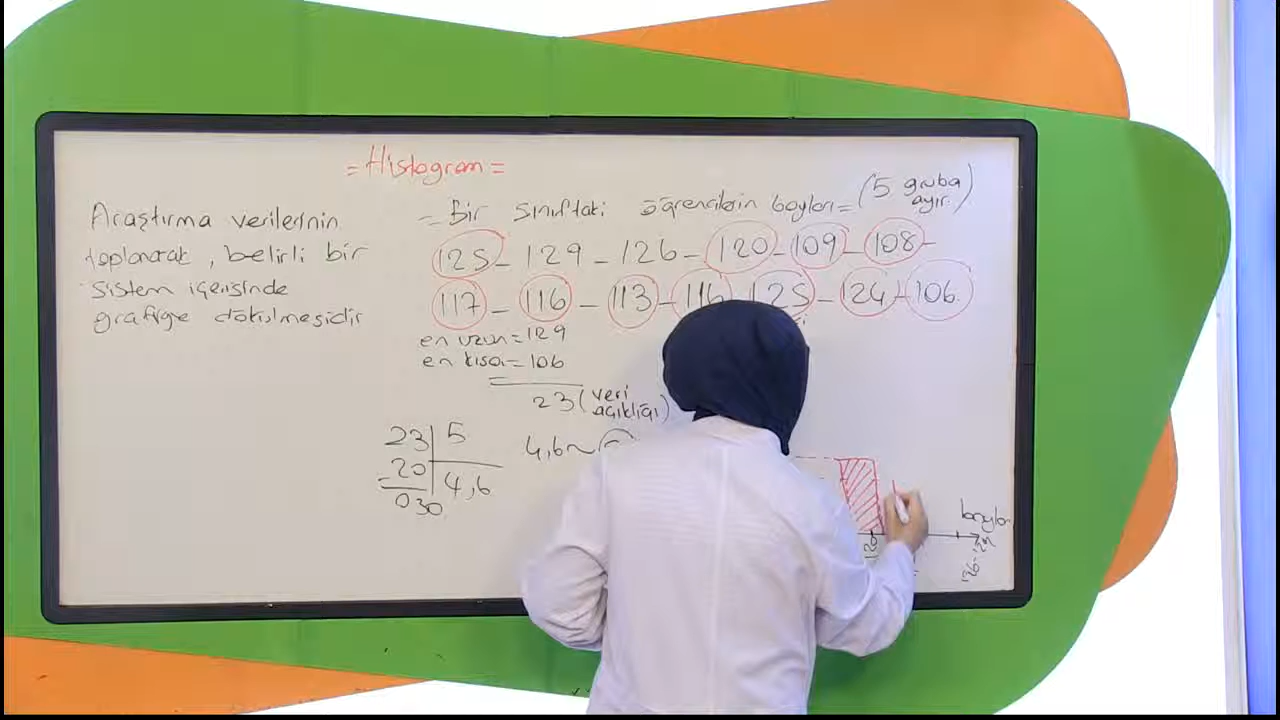 = Histogram =
Araştırma verilerinin
toplanarak, belirli bir
sistem içerisinde
grafiğe dökülmesidir
= Bir sınıftaki öğrencilerin boyları = (5 gruba
ayır.)
125 - 129 - 126 - 120 - 109 - 108 -
117 - 116 - 113 - 116 125 - 124 - 106.
en uzun = 129
en kısa = 106
23 (veri
açıklığı)
23 5
- 20 4,6
030
4,6 ~
boylar
120